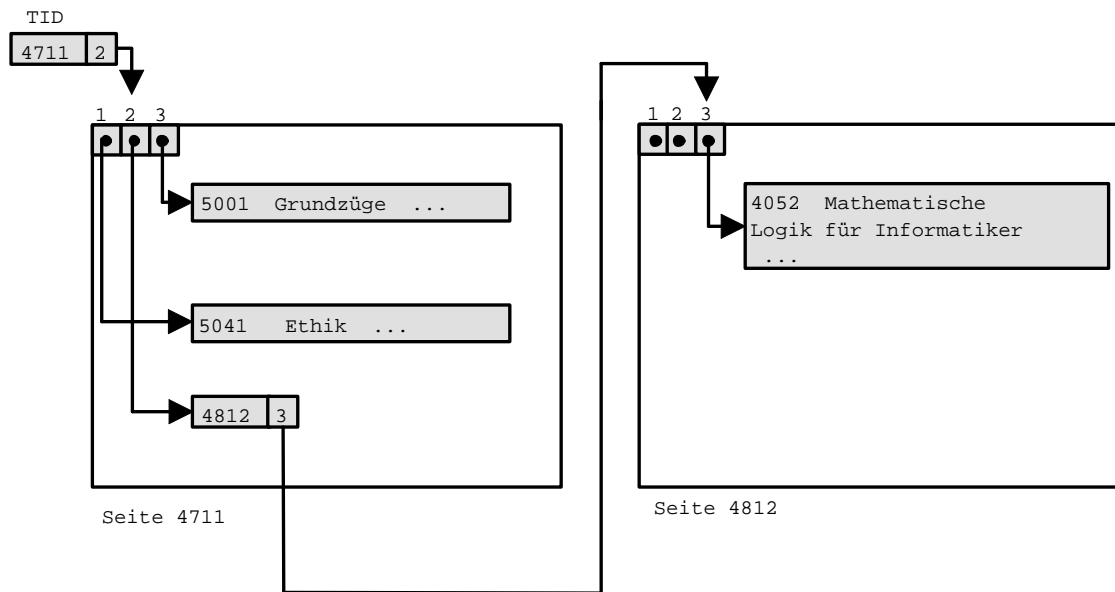 TID
4711 2
1 2 3
5001 Grundzüge ...
5041 Ethik ...
4812 3
Seite 4711
1 2 3
4052 Mathematische
Logik für Informatiker
...
Seite 4812